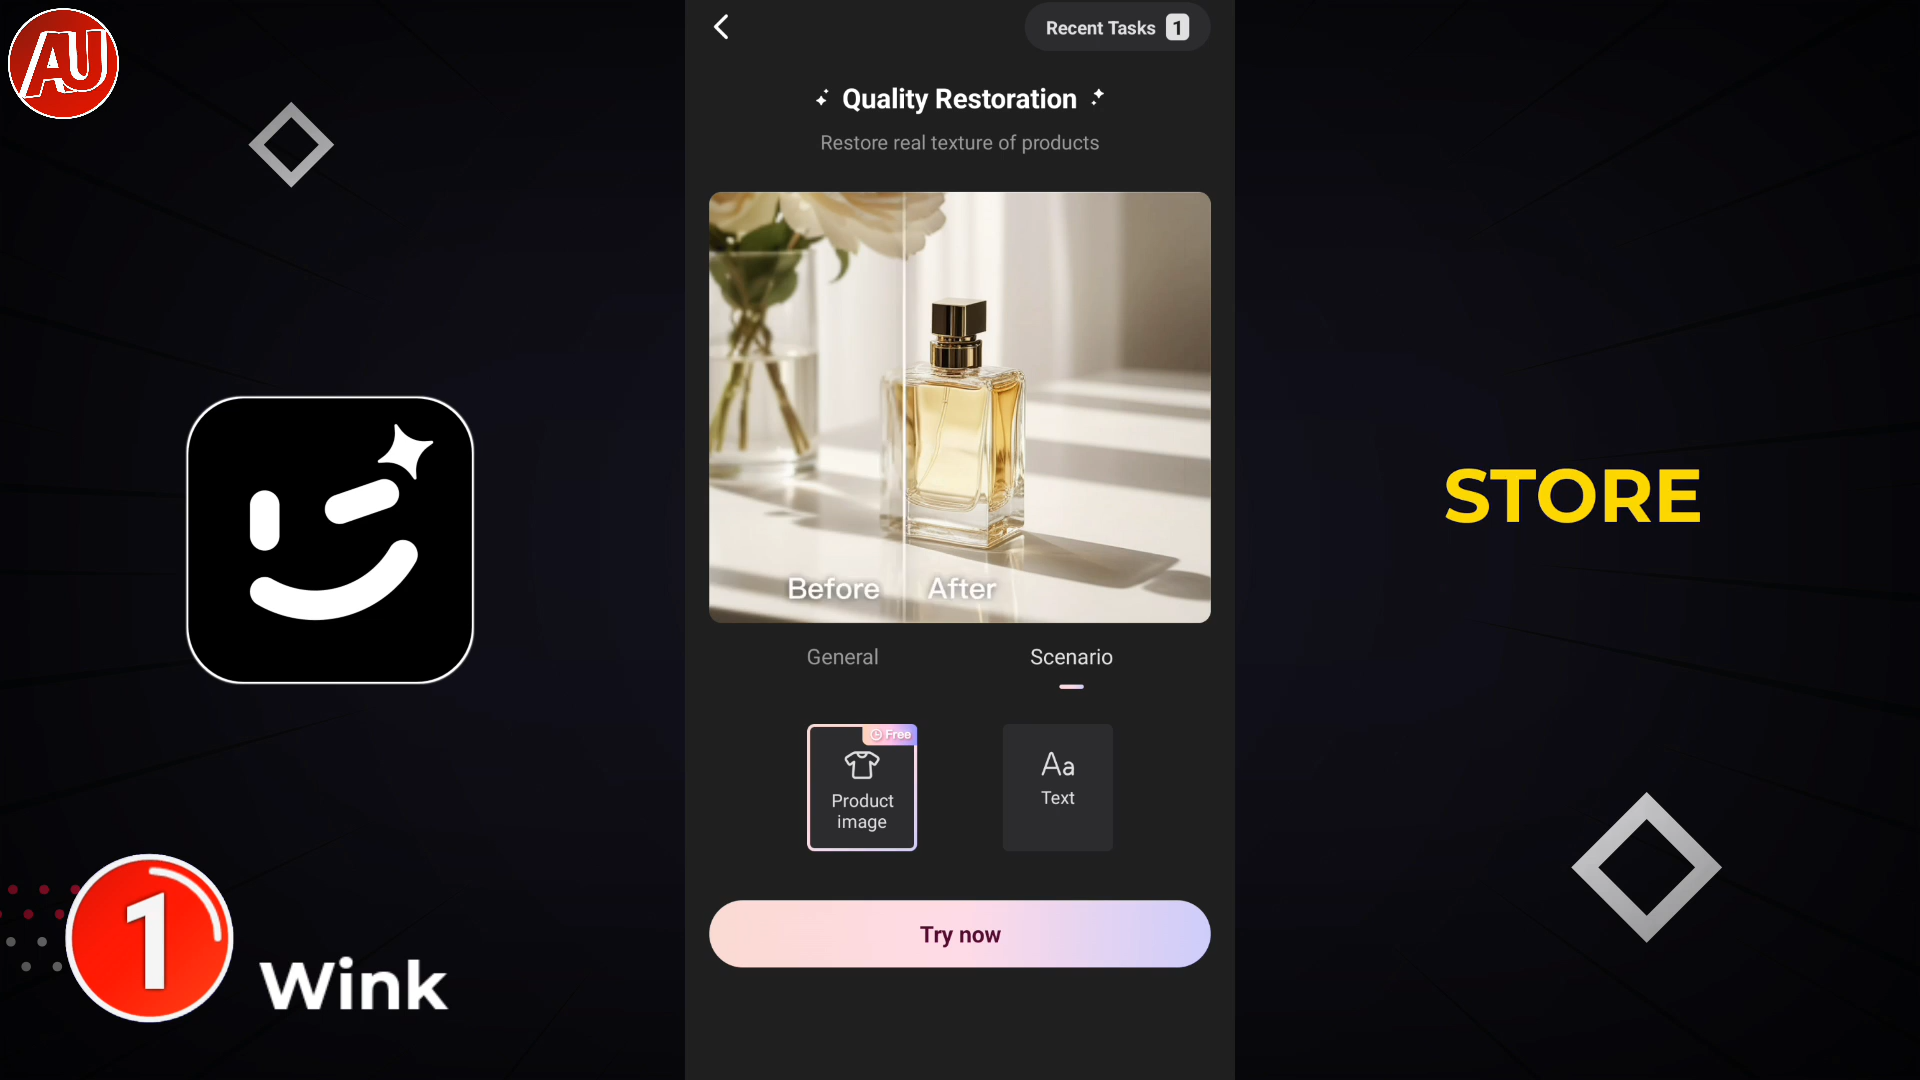 AU
Recent Tasks 1
Quality Restoration
Restore real texture of products
Before After
General Scenario
Free
Product
image
Aa
Text
Try now
STORE
1 Wink